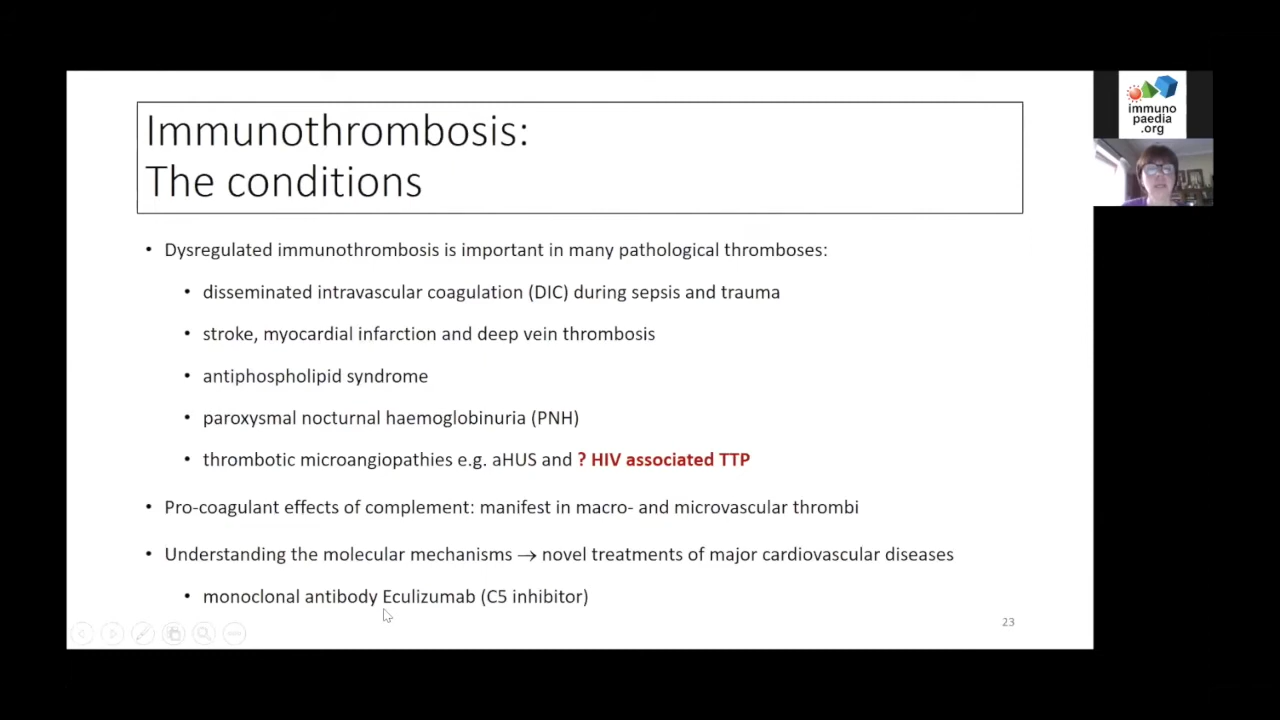 Immunothrombosis:
The conditions
• Dysregulated immunothrombosis is important in many pathological thromboses:
• disseminated intravascular coagulation (DIC) during sepsis and trauma
• stroke, myocardial infarction and deep vein thrombosis
• antiphospholipid syndrome
• paroxysmal nocturnal haemoglobinuria (PNH)
• thrombotic microangiopathies e.g. aHUS and ? HIV associated TTP
• Pro-coagulant effects of complement: manifest in macro- and microvascular thrombi
• Understanding the molecular mechanisms → novel treatments of major cardiovascular diseases
• monoclonal antibody Eculizumab (C5 inhibitor)
23
immuno
paedia
.org